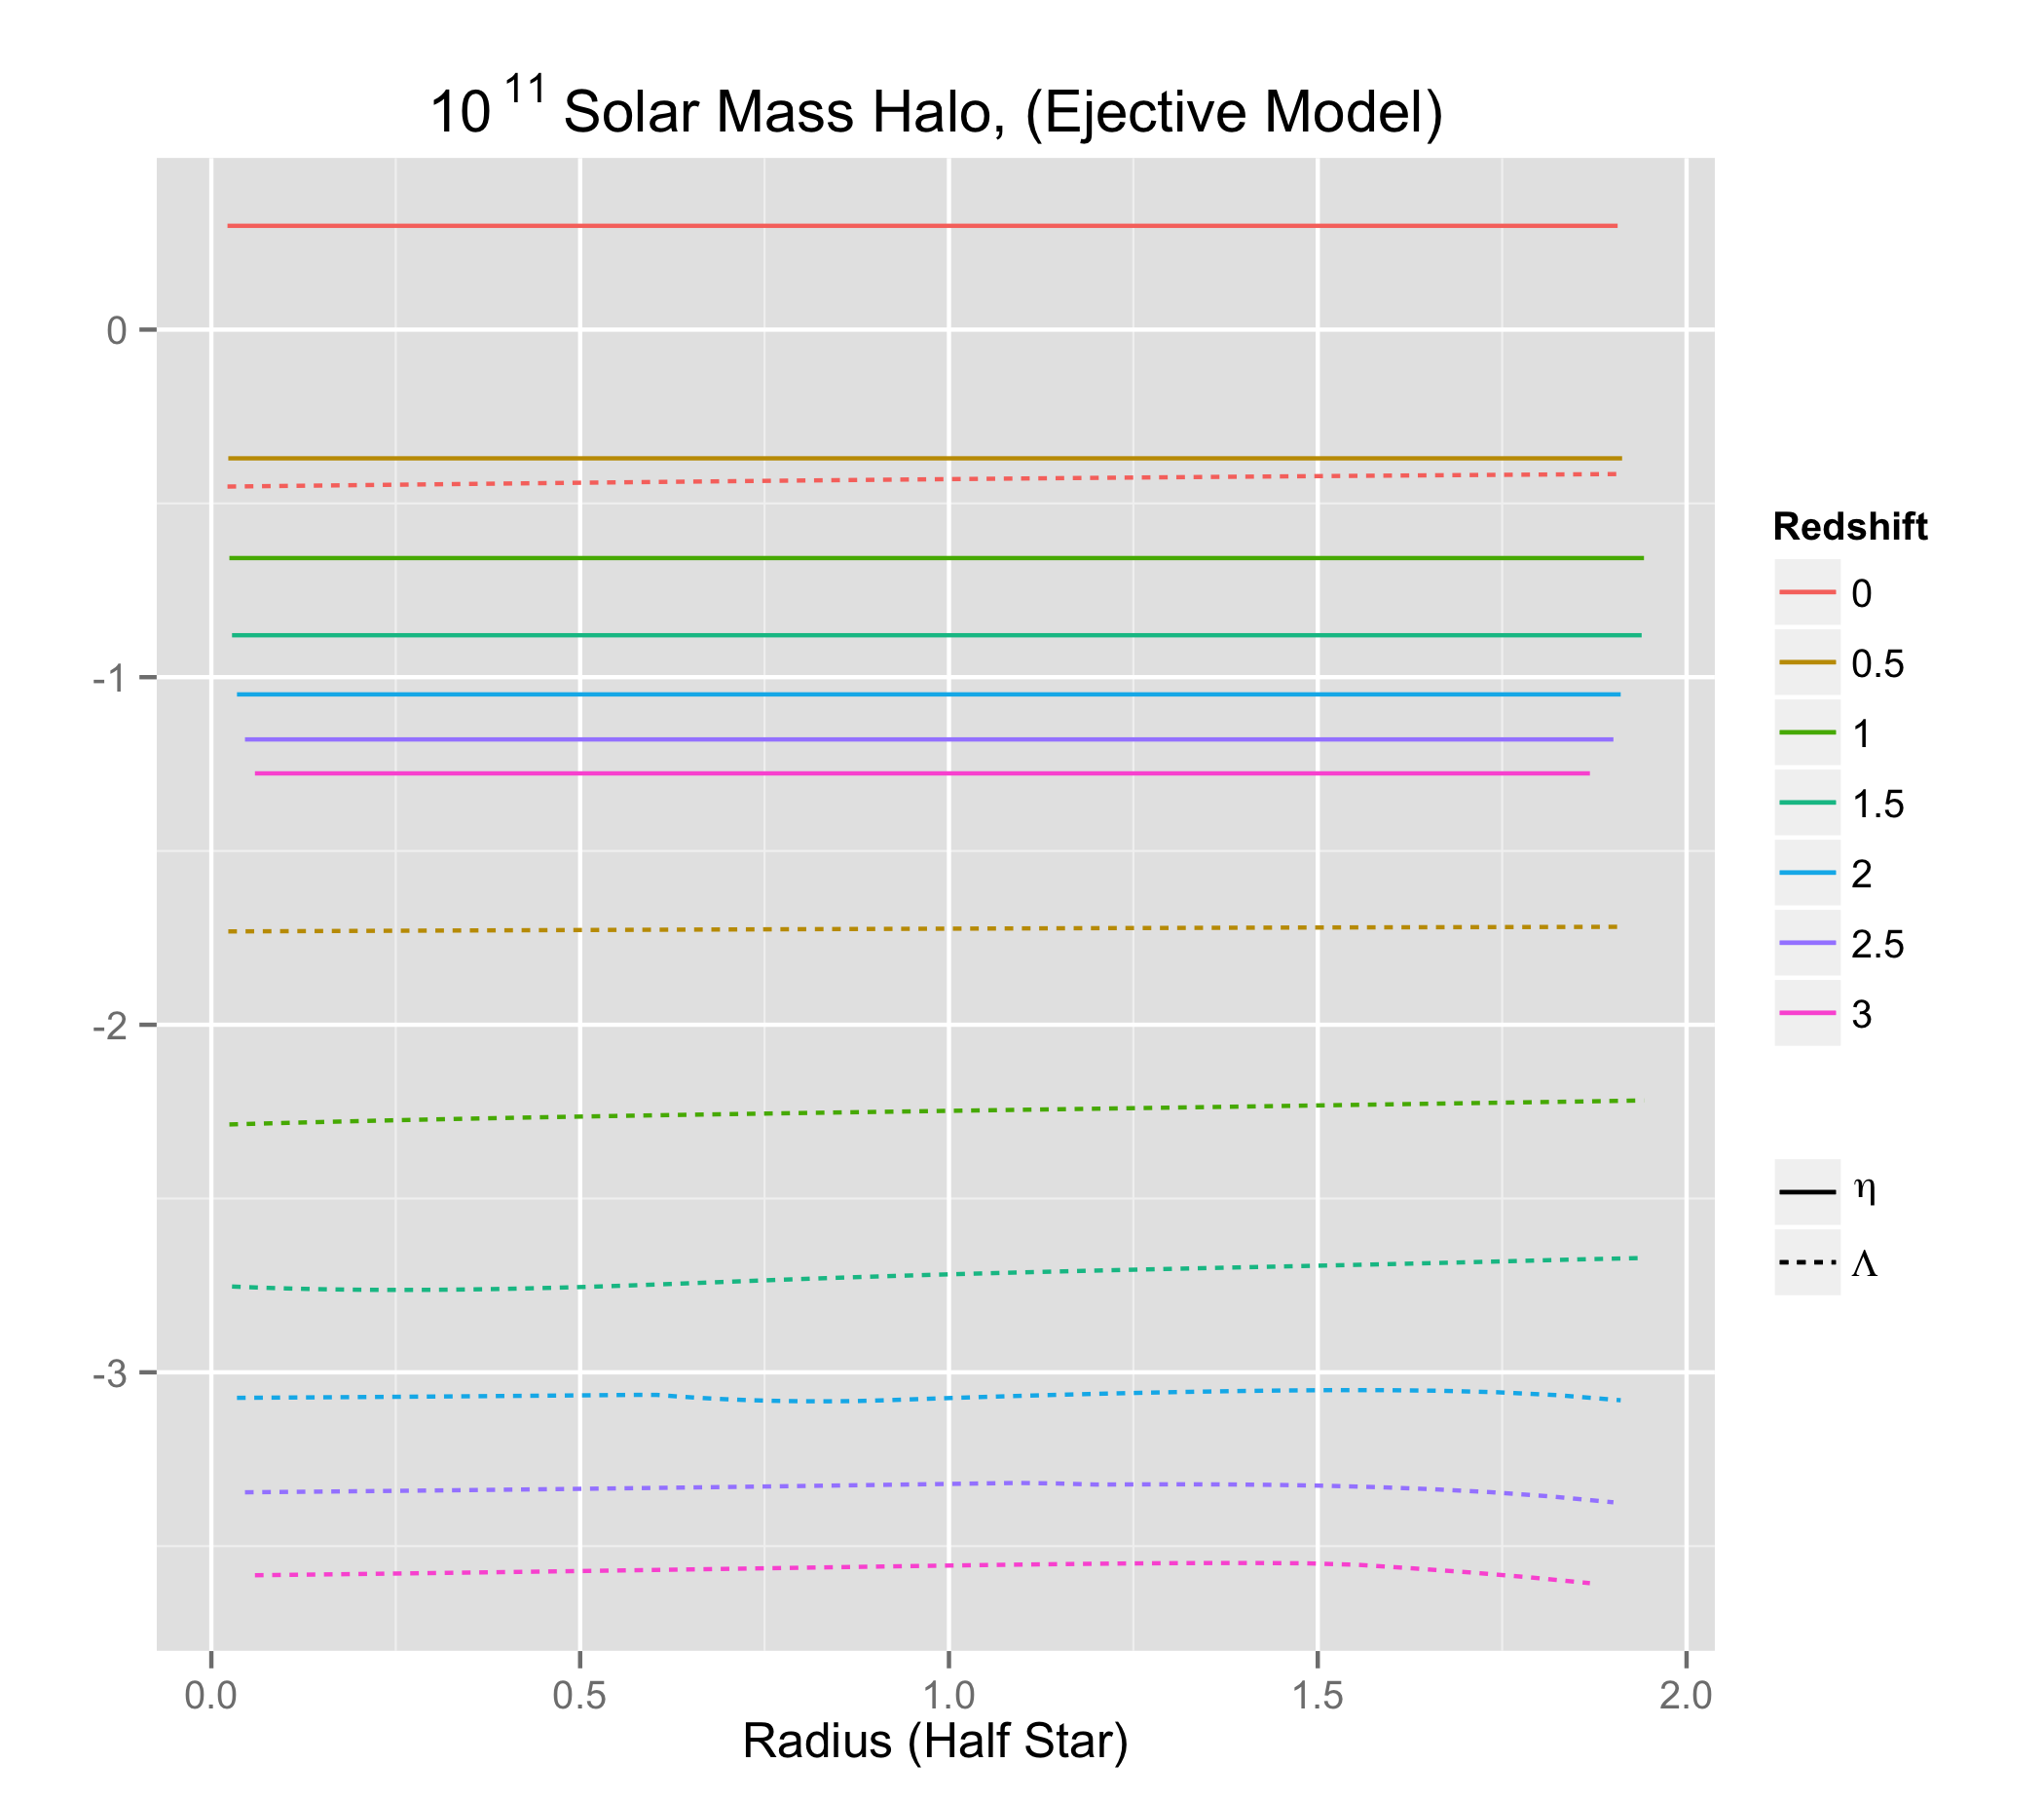 10 11 Solar Mass Halo, (Ejective Model)
0
-1
-2
-3
0.0 0.5 1.0 1.5 2.0
Radius (Half Star)
Redshift
0
0.5
1
1.5
2
2.5
3
η
Λ